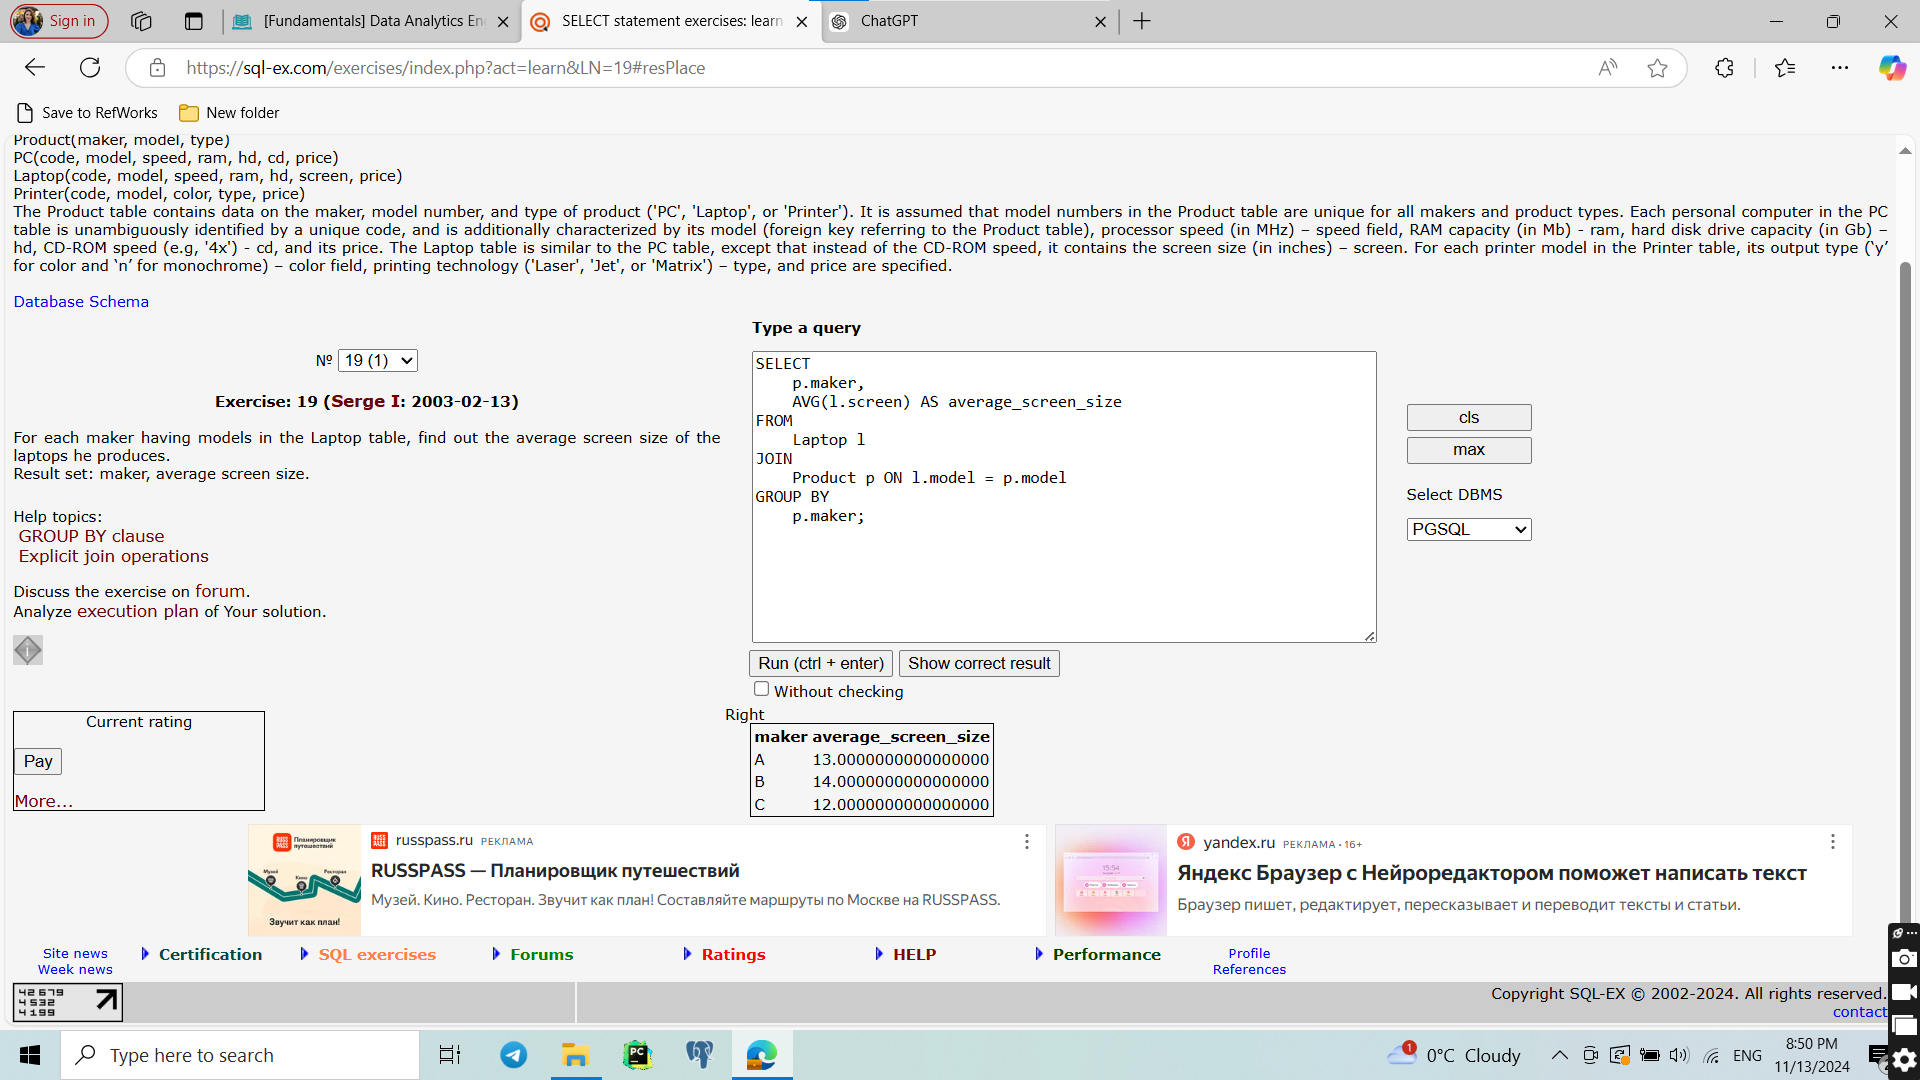 Sign in
[Fundamentals] Data Analytics En
SELECT statement exercises: learn
ChatGPT
https://sql-ex.com/exercises/index.php?act=learn&LN=19#resPlace
Save to RefWorks
New folder
Product(maker, model, type)
PC(code, model, speed, ram, hd, cd, price)
Laptop(code, model, speed, ram, hd, screen, price)
Printer(code, model, color, type, price)
The Product table contains data on the maker, model number, and type of product ('PC', 'Laptop', or 'Printer'). It is assumed that model numbers in the Product table are unique for all makers and product types. Each personal computer in the PC
table is unambiguously identified by a unique code, and is additionally characterized by its model (foreign key referring to the Product table), processor speed (in MHz) – speed field, RAM capacity (in Mb) - ram, hard disk drive capacity (in Gb) –
hd, CD-ROM speed (e.g, '4x') - cd, and its price. The Laptop table is similar to the PC table, except that instead of the CD-ROM speed, it contains the screen size (in inches) – screen. For each printer model in the Printer table, its output type (‘y’
for color and ‘n’ for monochrome) – color field, printing technology ('Laser', 'Jet', or 'Matrix') – type, and price are specified.
Database Schema
№ 19 (1)
Exercise: 19 (Serge I: 2003-02-13)
For each maker having models in the Laptop table, find out the average screen size of the
laptops he produces.
Result set: maker, average screen size.
Help topics:
GROUP BY clause
Explicit join operations
Discuss the exercise on forum.
Analyze execution plan of Your solution.
Current rating
Pay
More...
Type a query
SELECT
    p.maker,
    AVG(l.screen) AS average_screen_size
FROM
    Laptop l
JOIN
    Product p ON l.model = p.model
GROUP BY
    p.maker;
cls
max
Select DBMS
PGSQL
Run (ctrl + enter)
Show correct result
Without checking
Right
maker average_screen_size
A 13.0000000000000000
B 14.0000000000000000
C 12.0000000000000000
russpass.ru РЕКЛАМА
RUSSPASS — Планировщик путешествий
Музей. Кино. Ресторан. Звучит как план! Составляйте маршруты по Москве на RUSSPASS.
Планировщик
путешествий
Музей
Кино
Ресторан
Звучит как план!
yandex.ru РЕКЛАМА • 16+
Яндекс Браузер с Нейроредактором поможет написать текст
Браузер пишет, редактирует, пересказывает и переводит тексты и статьи.
15:54
Site news
Week news
Certification
SQL exercises
Forums
Ratings
HELP
Performance
Profile
References
42 679
4 532
4 199
Copyright SQL-EX © 2002-2024. All rights reserved.
contact
Type here to search
PC
1
0°C Cloudy
ENG
8:50 PM
11/13/2024